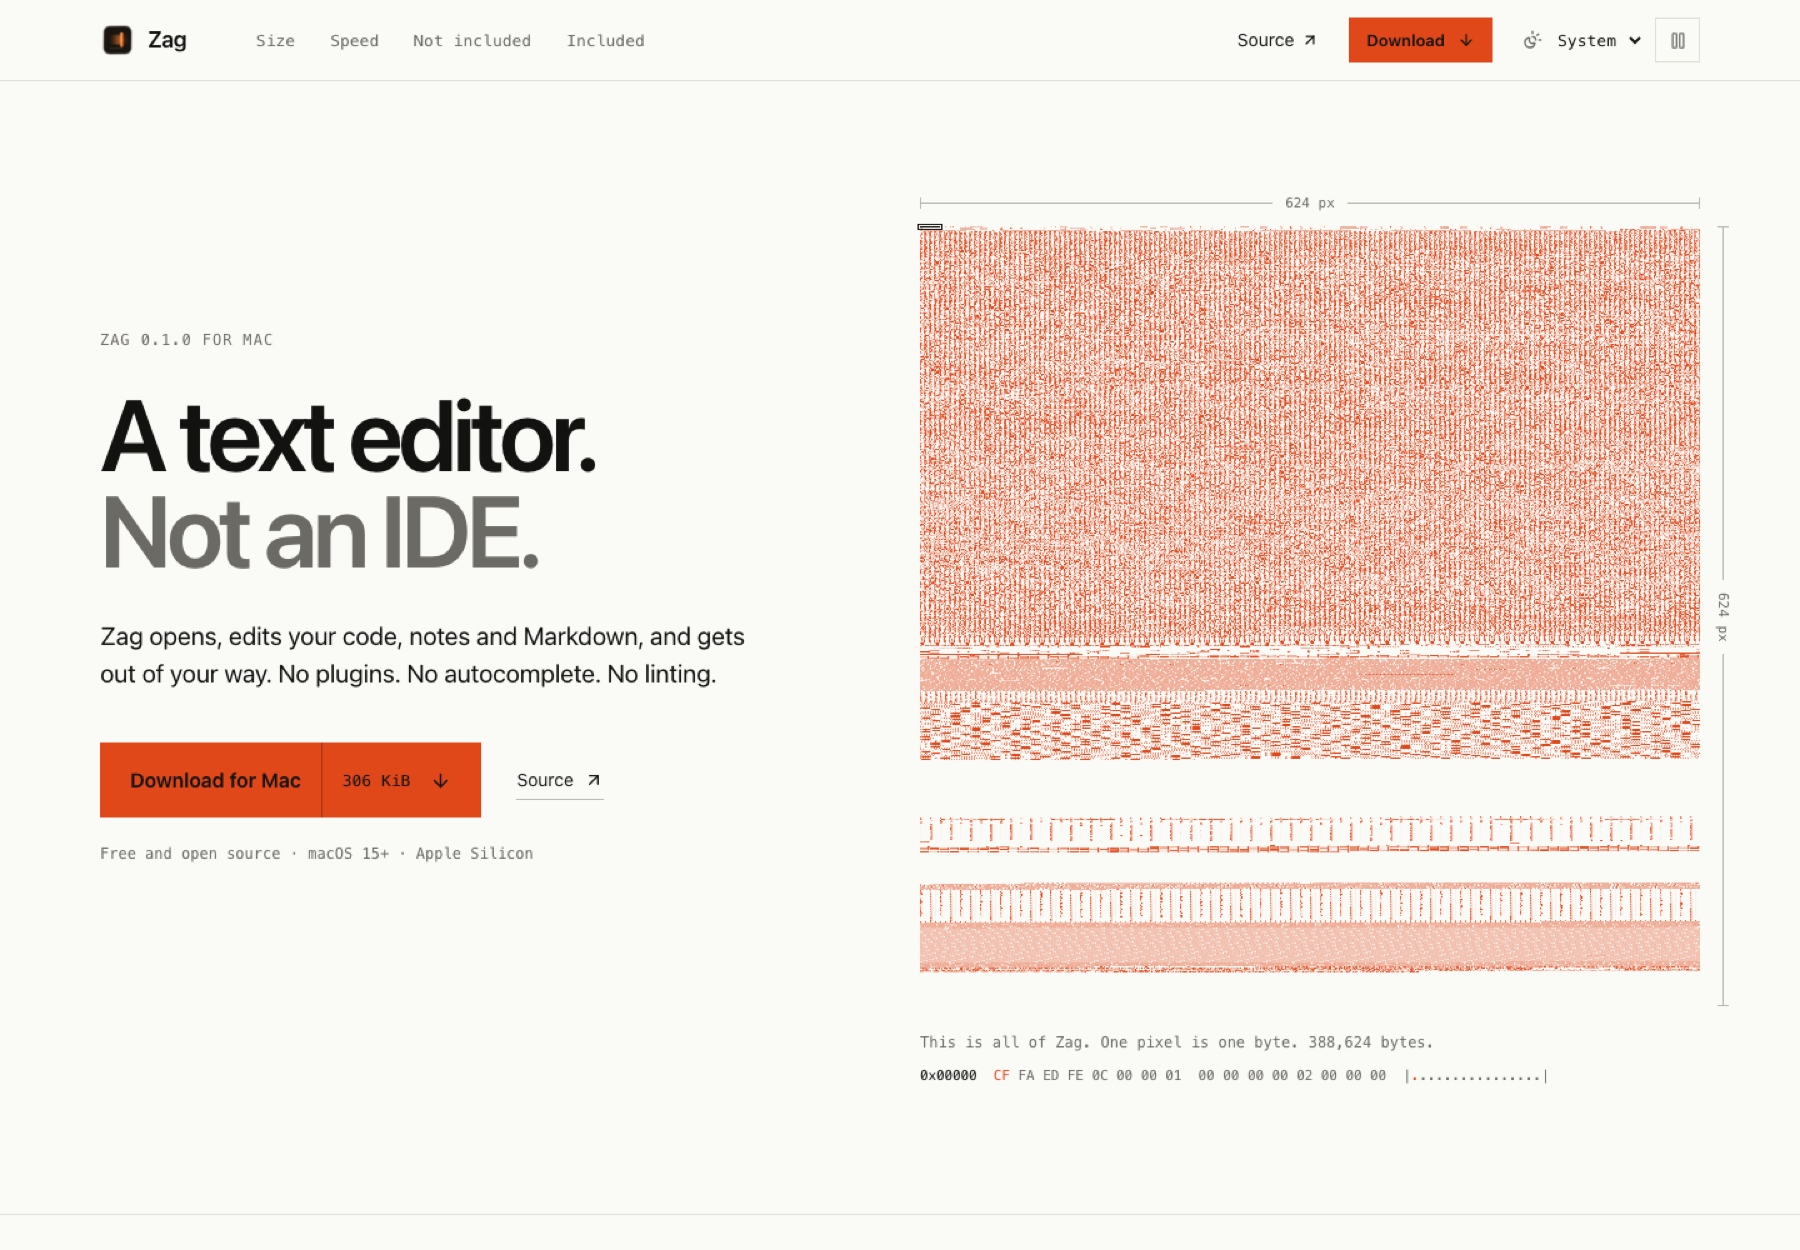 Zag
Size
Speed
Not included
Included
Source ↗
Download ↓
System
624 px
624 px
ZAG 0.1.0 FOR MAC
A text editor.
Not an IDE.
Zag opens, edits your code, notes and Markdown, and gets
out of your way. No plugins. No autocomplete. No linting.
Download for Mac
306 KiB ↓
Source ↗
Free and open source · macOS 15+ · Apple Silicon
This is all of Zag. One pixel is one byte. 388,624 bytes.
0x00000 CF FA ED FE 0C 00 00 01 00 00 00 00 02 00 00 00 |................|